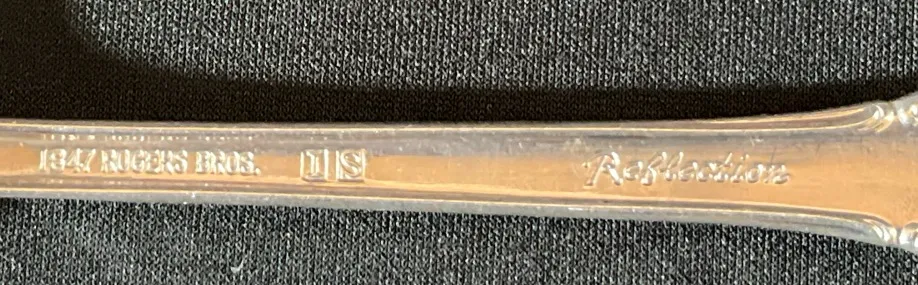 1847 ROGERS BROS. IS Reflection